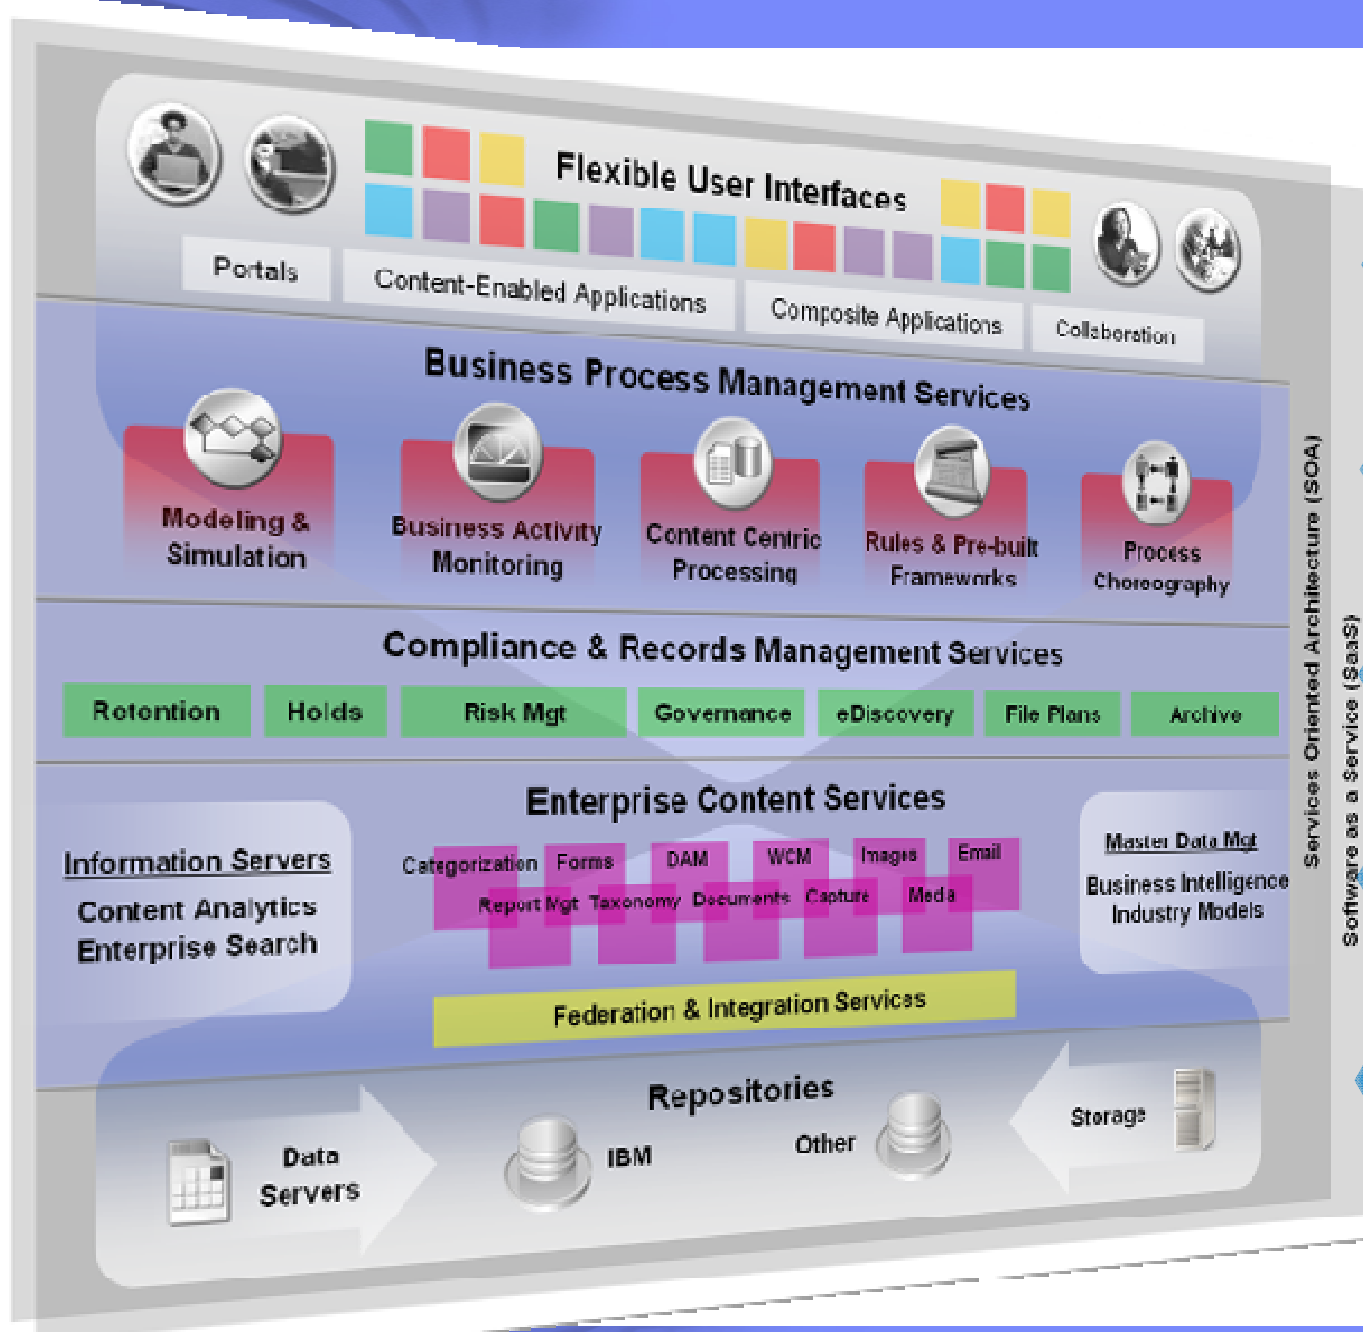 Flexible User Interfaces
Portals
Content-Enabled Applications
Composite Applications
Collaboration
Business Process Management Services
Modeling &
Simulation
Business Activity
Monitoring
Content Centric
Processing
Rules & Pre-built
Frameworks
Process
Choreography
Compliance & Records Management Services
Retention
Holds
Risk Mgt
Governance
eDiscovery
File Plans
Archive
Enterprise Content Services
Information Servers
Content Analytics
Enterprise Search
Categorization
Forms
DAM
WCM
Images
Email
Report Mgt
Taxonomy
Documents
Capture
Media
Master Data Mgt
Business Intelligence
Industry Models
Federation & Integration Services
Repositories
Data
Servers
IBM
Other
Storage
Services Oriented Architecture (SOA)
Software as a Service (SaaS)